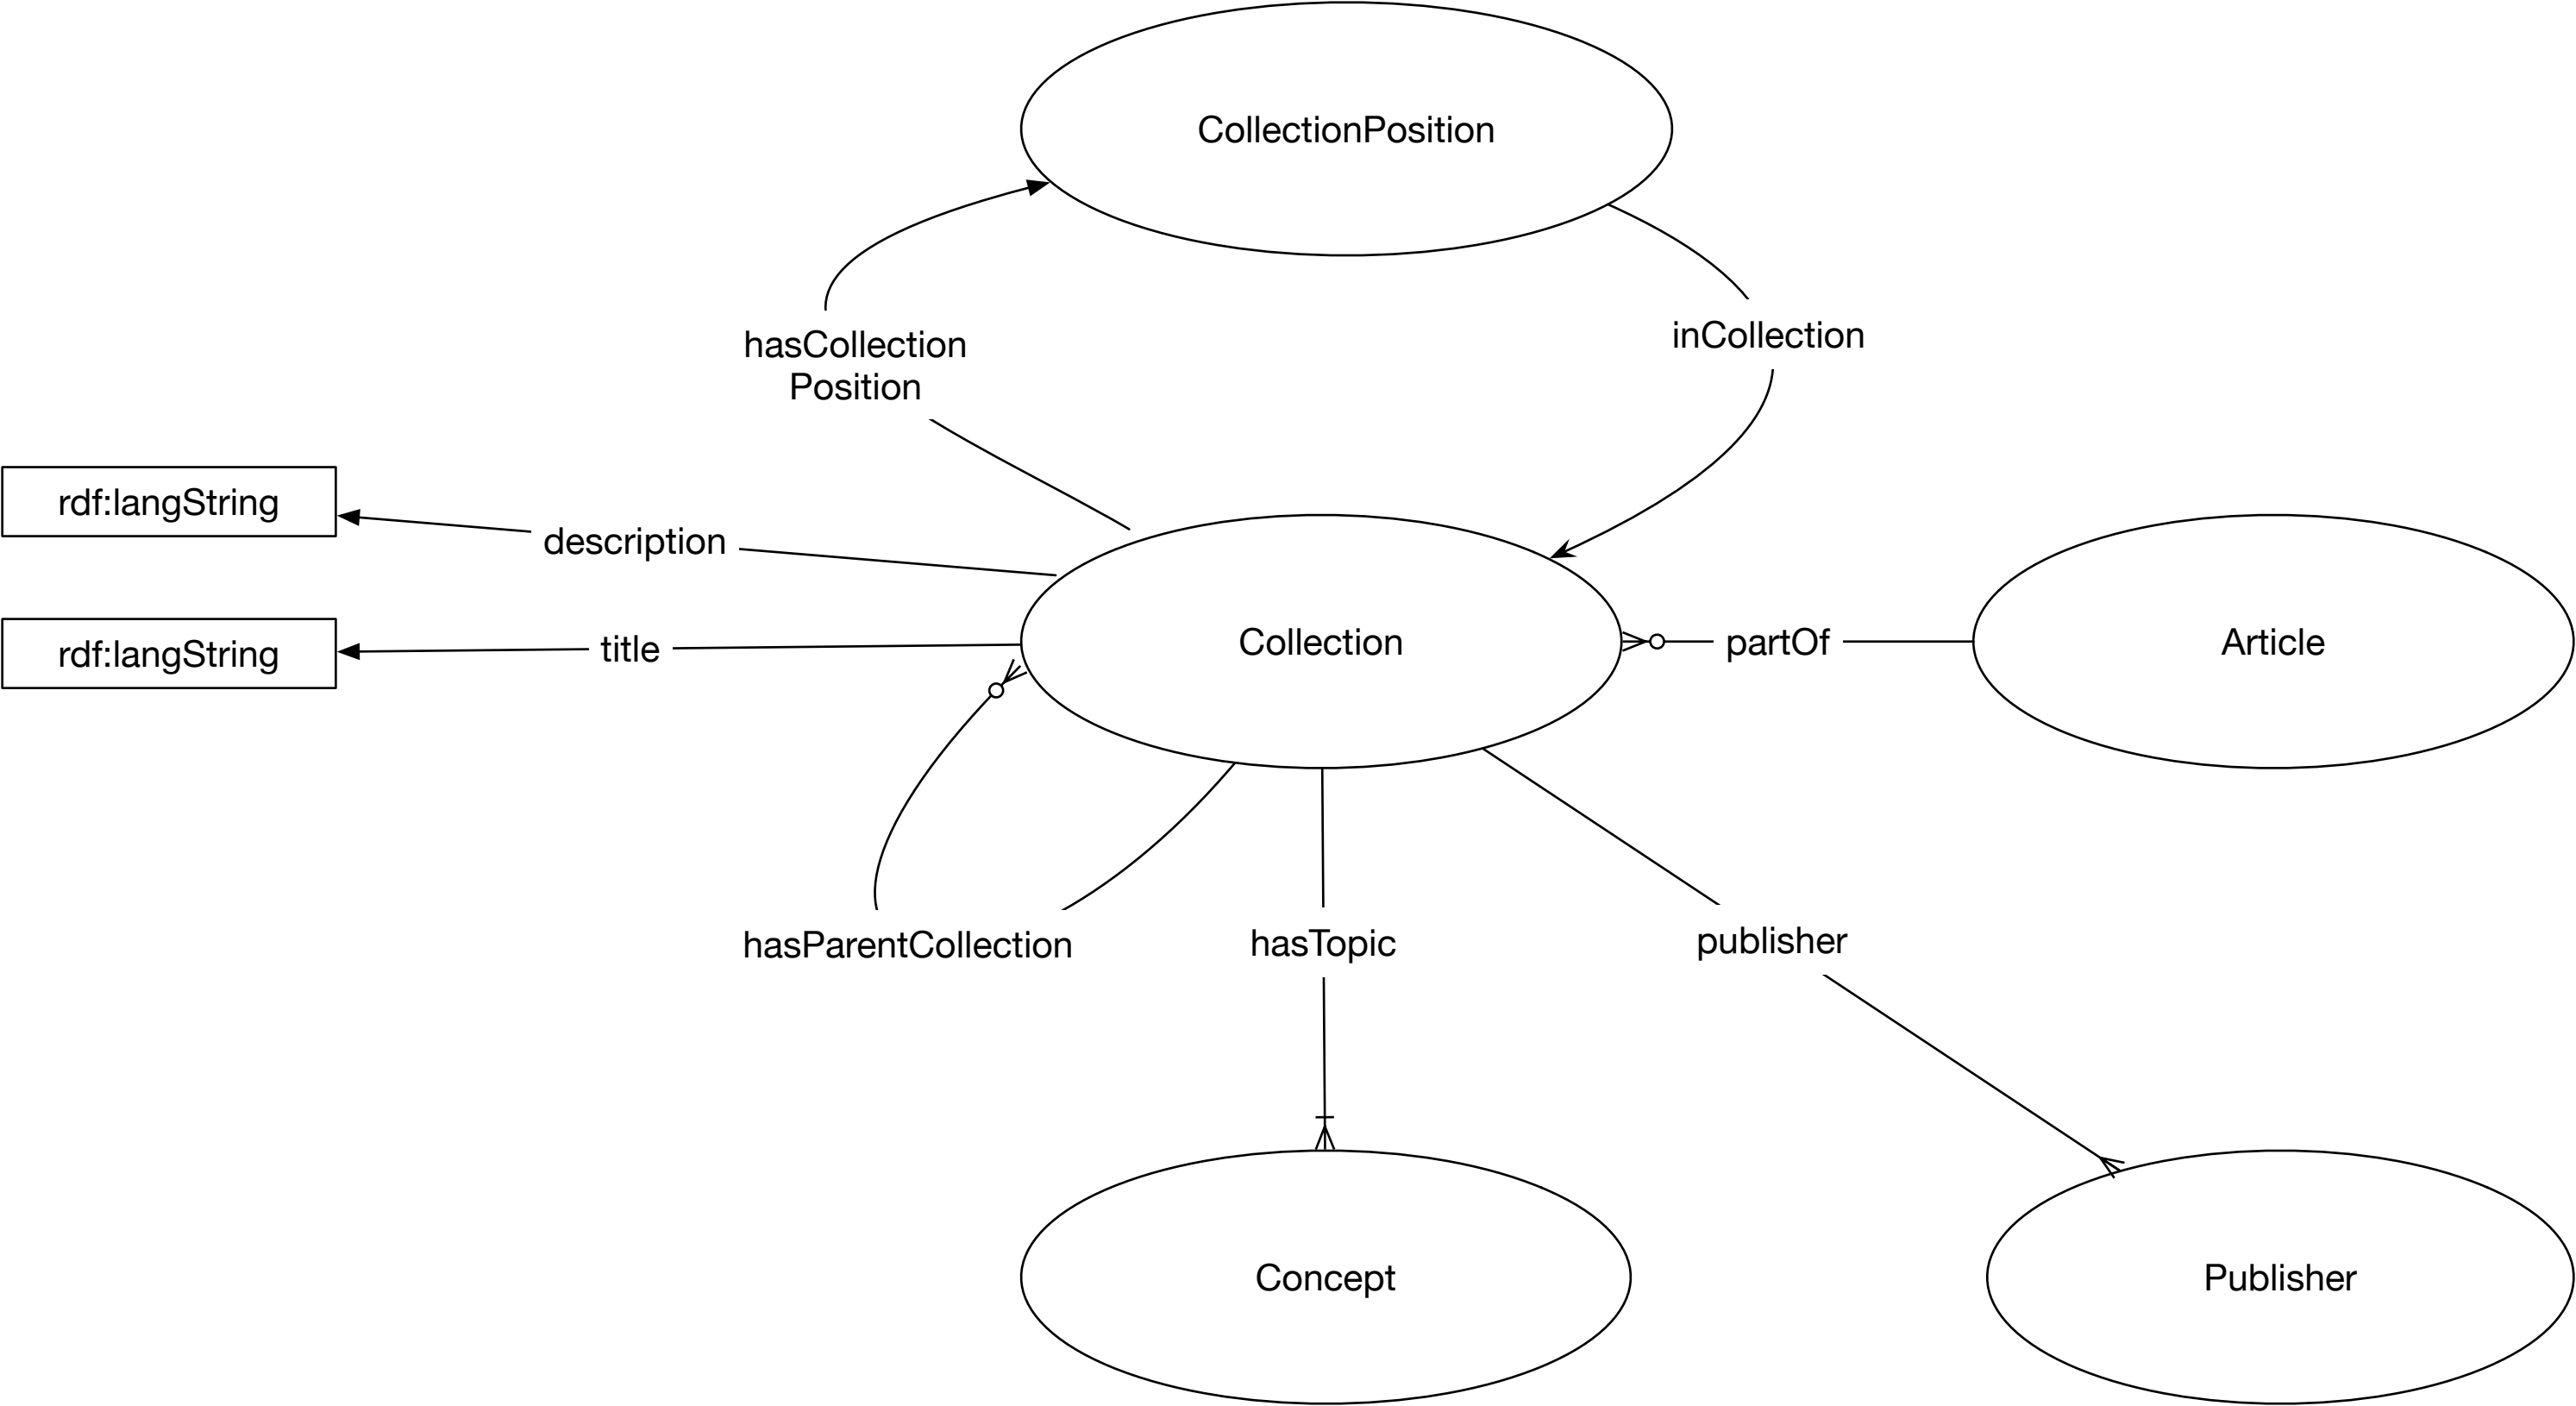 CollectionPosition
hasCollection
Position
inCollection
rdf:langString
description
rdf:langString
title
Collection
partOf
Article
hasParentCollection
hasTopic
publisher
Concept
Publisher